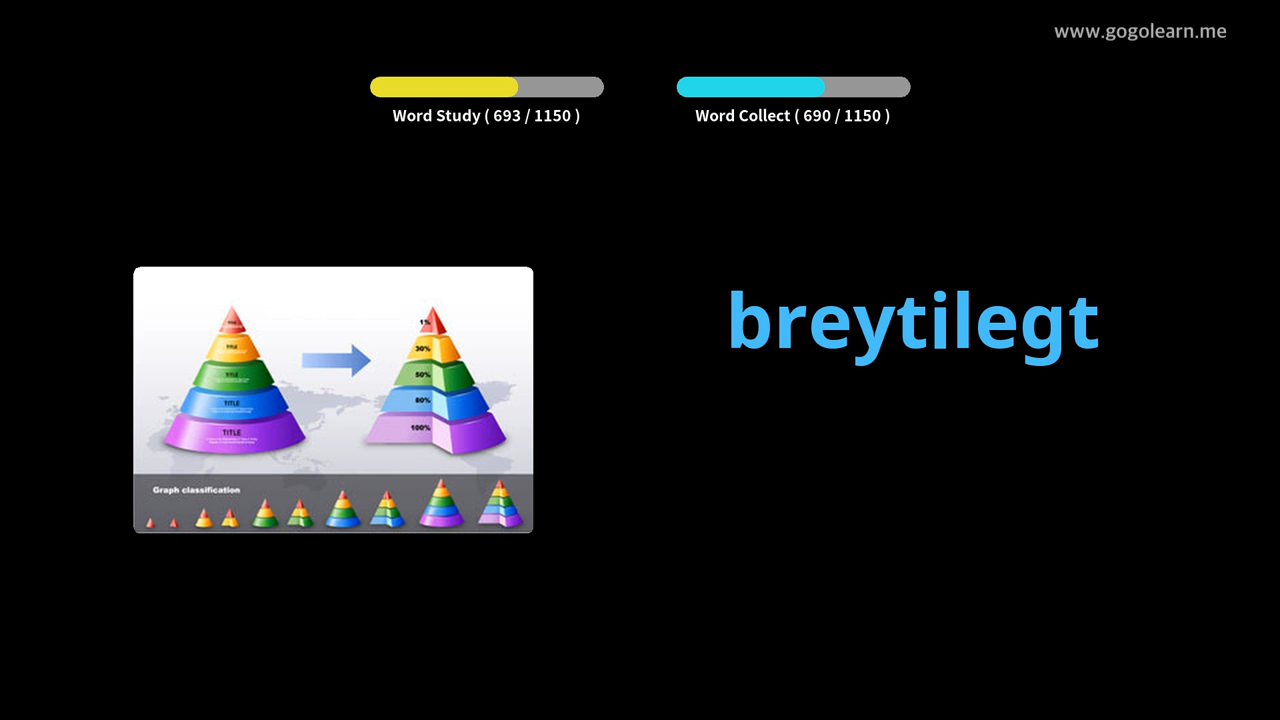 www.gogolearn.me
Word Study ( 693 / 1150 )
Word Collect ( 690 / 1150 )
breytilegt
TITLE
TITLE
TITLE
TITLE
1%
30%
50%
80%
100%
Graph classification